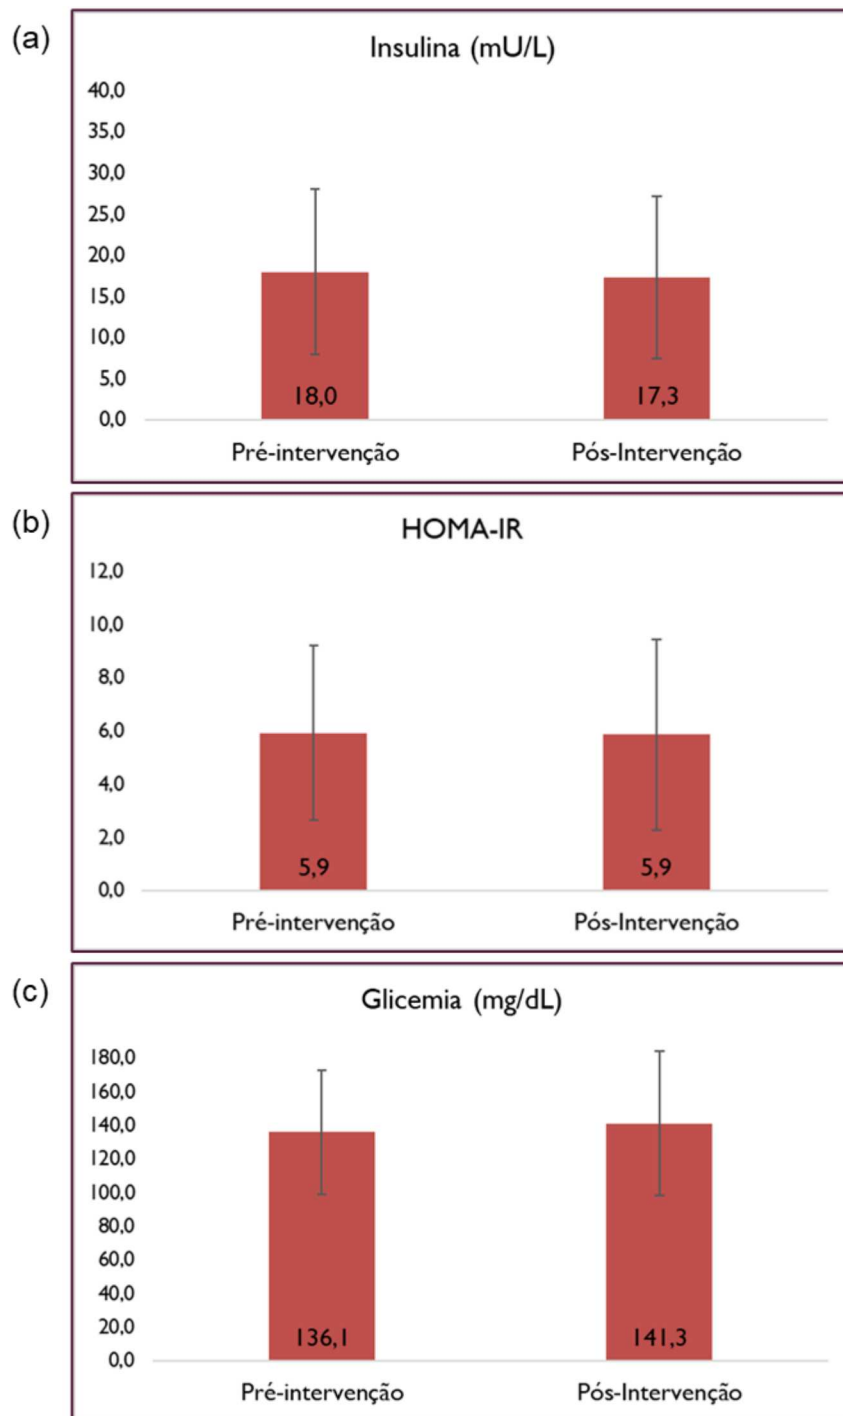 (a)
Insulina (mU/L)
40,0
35,0
30,0
25,0
20,0
15,0
10,0
5,0
0,0
18,0
17,3
Pré-intervenção
Pós-Intervenção
(b)
HOMA-IR
12,0
10,0
8,0
6,0
4,0
2,0
0,0
5,9
5,9
Pré-intervenção
Pós-Intervenção
(c)
Glicemia (mg/dL)
180,0
160,0
140,0
120,0
100,0
80,0
60,0
40,0
20,0
0,0
136,1
141,3
Pré-intervenção
Pós-Intervenção